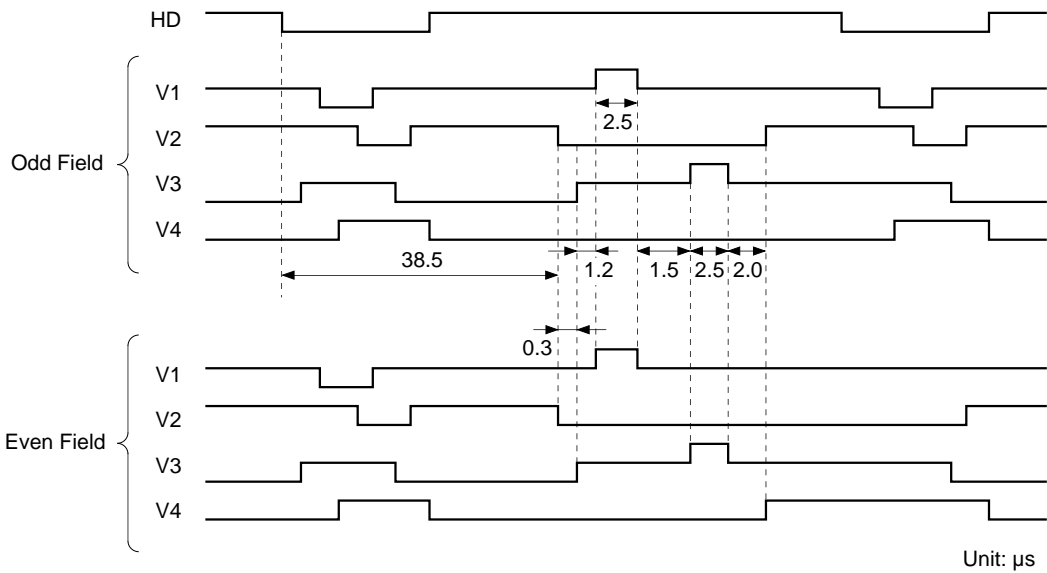 HD
V1
2.5
V2
Odd Field
V3
V4
38.5
1.2
1.5
2.5
2.0
0.3
V1
V2
Even Field
V3
V4
Unit: μs